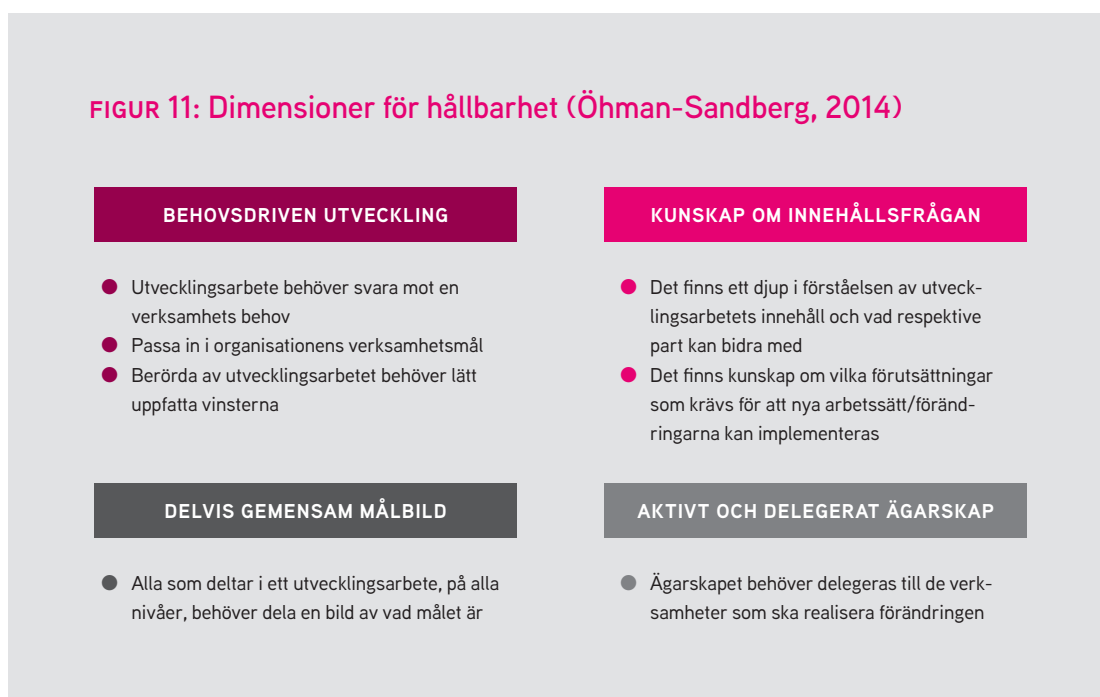 FIGUR 11: Dimensioner för hållbarhet (Öhman-Sandberg, 2014)
BEHOVSDRIVEN UTVECKLING
● Utvecklingsarbete behöver svara mot en
verksamhets behov
● Passa in i organisationens verksamhetsmål
● Berörda av utvecklingsarbetet behöver lätt
uppfatta vinsterna
KUNSKAP OM INNEHÅLLSFRÅGAN
● Det finns ett djup i förståelsen av utveck-
lingsarbetets innehåll och vad respektive
part kan bidra med
● Det finns kunskap om vilka förutsättningar
som krävs för att nya arbetssätt/föränd-
ringarna kan implementeras
DELVIS GEMENSAM MÅLBILD
● Alla som deltar i ett utvecklingsarbete, på alla
nivåer, behöver dela en bild av vad målet är
AKTIVT OCH DELEGERAT ÄGARSKAP
● Ägarskapet behöver delegeras till de verk-
samheter som ska realisera förändringen